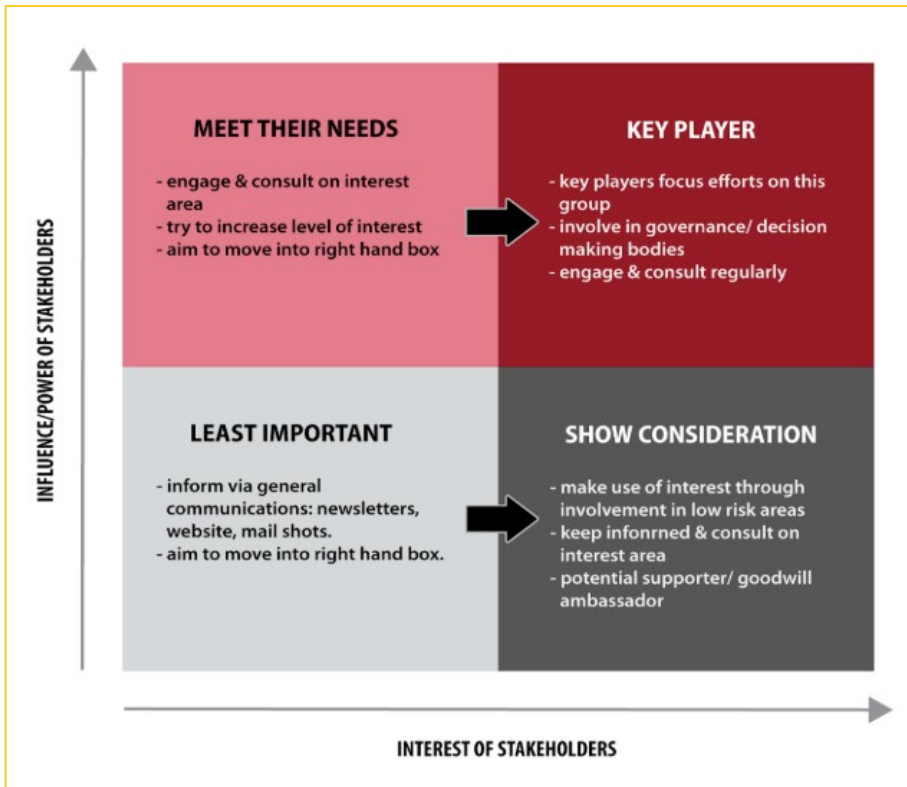 INFLUENCE/POWER OF STAKEHOLDERS
MEET THEIR NEEDS
- engage & consult on interest
area
- try to increase level of interest
- aim to move into right hand box
KEY PLAYER
- key players focus efforts on this
group
- involve in governance/ decision
making bodies
- engage & consult regularly
LEAST IMPORTANT
- inform via general
communications: newsletters,
website, mail shots.
- aim to move into right hand box.
SHOW CONSIDERATION
- make use of interest through
involvement in low risk areas
- keep infonrned & consult on
interest area
- potential supporter/ goodwill
ambassador
INTEREST OF STAKEHOLDERS